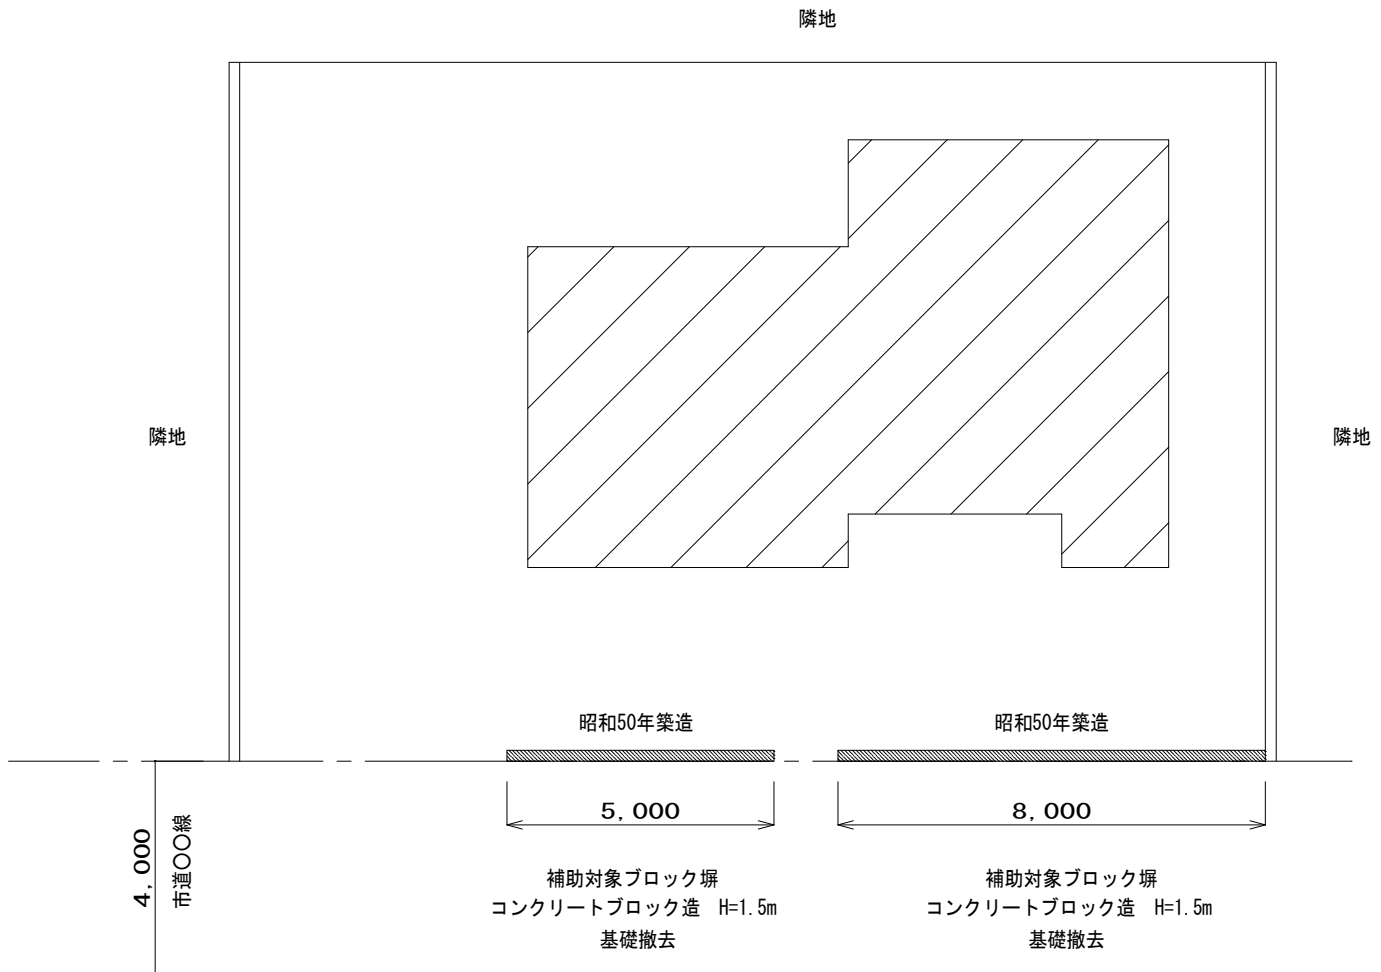 隣地
隣地
隣地
昭和50年築造
昭和50年築造
5,000
8,000
4,000
市道〇〇線
補助対象ブロック塀
コンクリートブロック造　H=1.5m
基礎撤去
補助対象ブロック塀
コンクリートブロック造　H=1.5m
基礎撤去